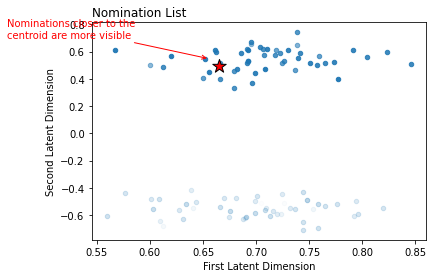 Nomination List
Nominations closer to the
centroid are more visible
0.8
0.6
0.4
0.2
0.0
−0.2
−0.4
−0.6
Second Latent Dimension
0.55 0.60 0.65 0.70 0.75 0.80 0.85
First Latent Dimension